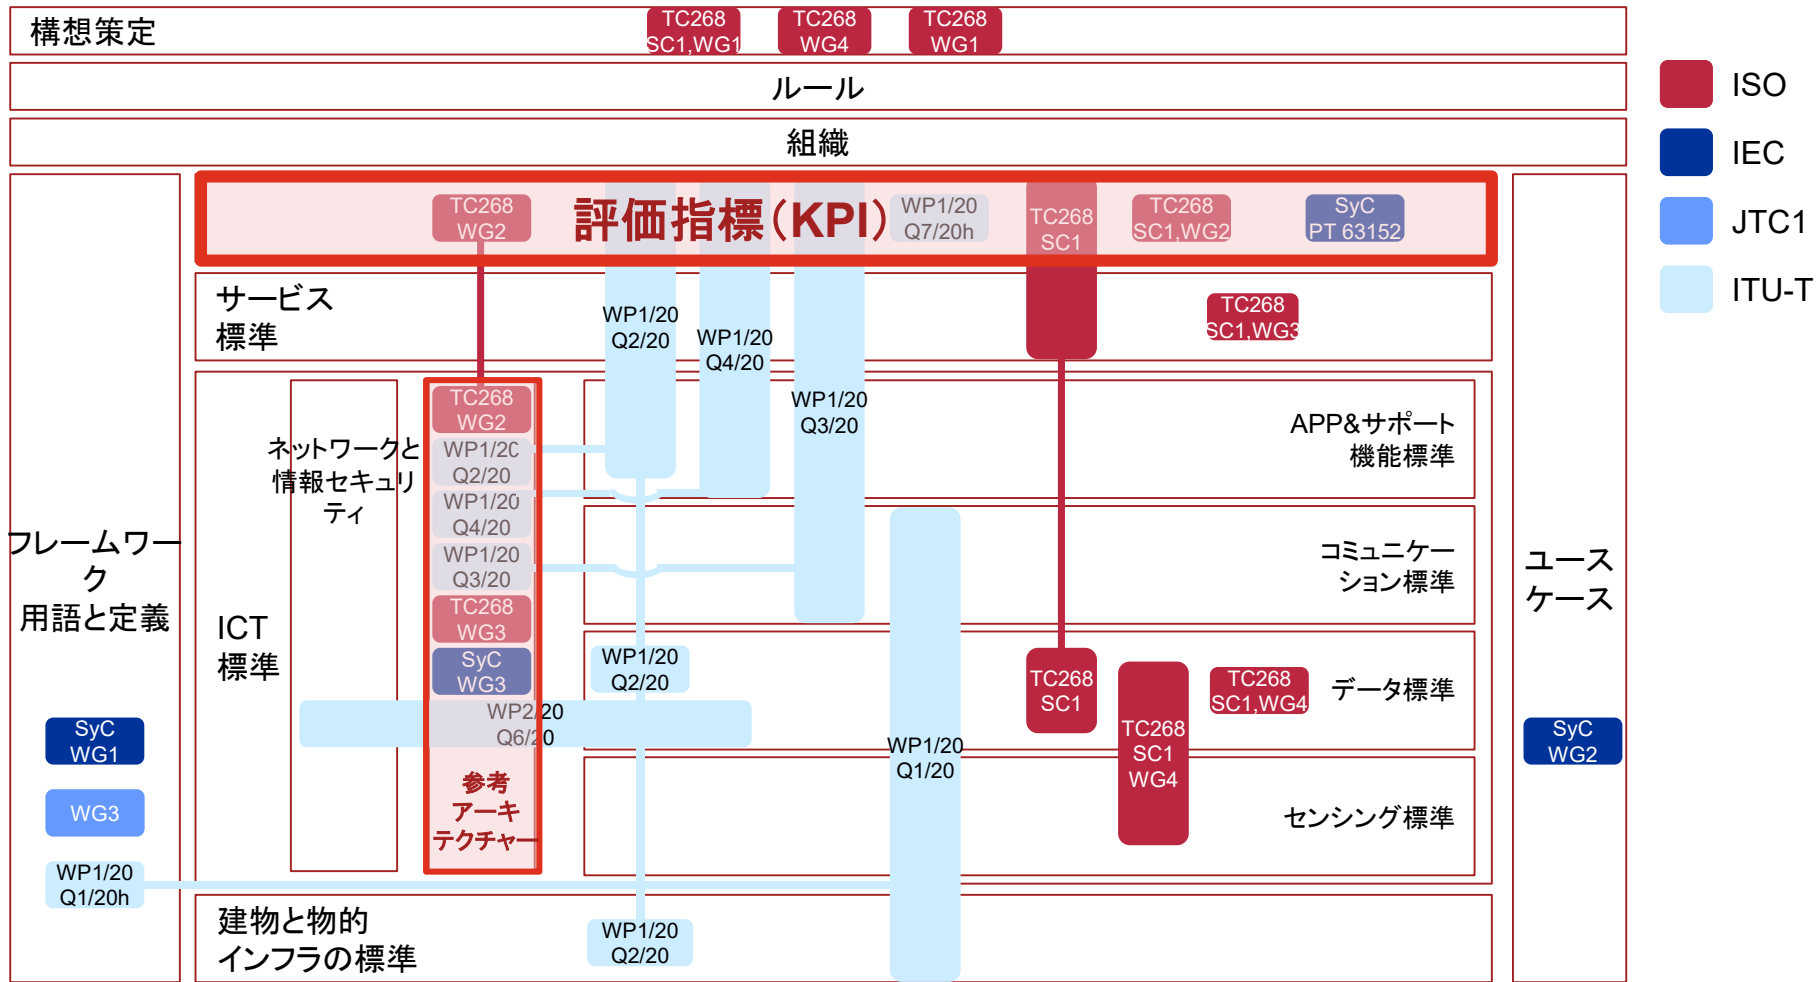 構想策定
TC268
SC1,WG1
TC268
WG4
TC268
WG1
ルール
組織
ISO
IEC
JTC1
ITU-T
TC268
WG2
評価指標(KPI)
WP1/20
Q7/20h
TC268
SC1
TC268
SC1,WG2
SyC
PT 63152
サービス
標準
WP1/20
Q2/20
WP1/20
Q4/20
WP1/20
Q3/20
TC268
SC1,WG3
フレームワー
ク
用語と定義
SyC
WG1
WG3
WP1/20
Q1/20h
ICT
標準
ネットワークと
情報セキュリ
ティ
TC268
WG2
WP1/20
Q2/20
WP1/20
Q4/20
WP1/20
Q3/20
TC268
WG3
SyC
WG3
WP2/20
Q6/20
参考
アーキ
テクチャー
APP&サポート
機能標準
コミュニケー
ション標準
WP1/20
Q2/20
TC268
SC1
TC268
SC1
WG4
TC268
SC1,WG4
データ標準
WP1/20
Q1/20
センシング標準
建物と物的
インフラの標準
WP1/20
Q2/20
ユース
ケース
SyC
WG2